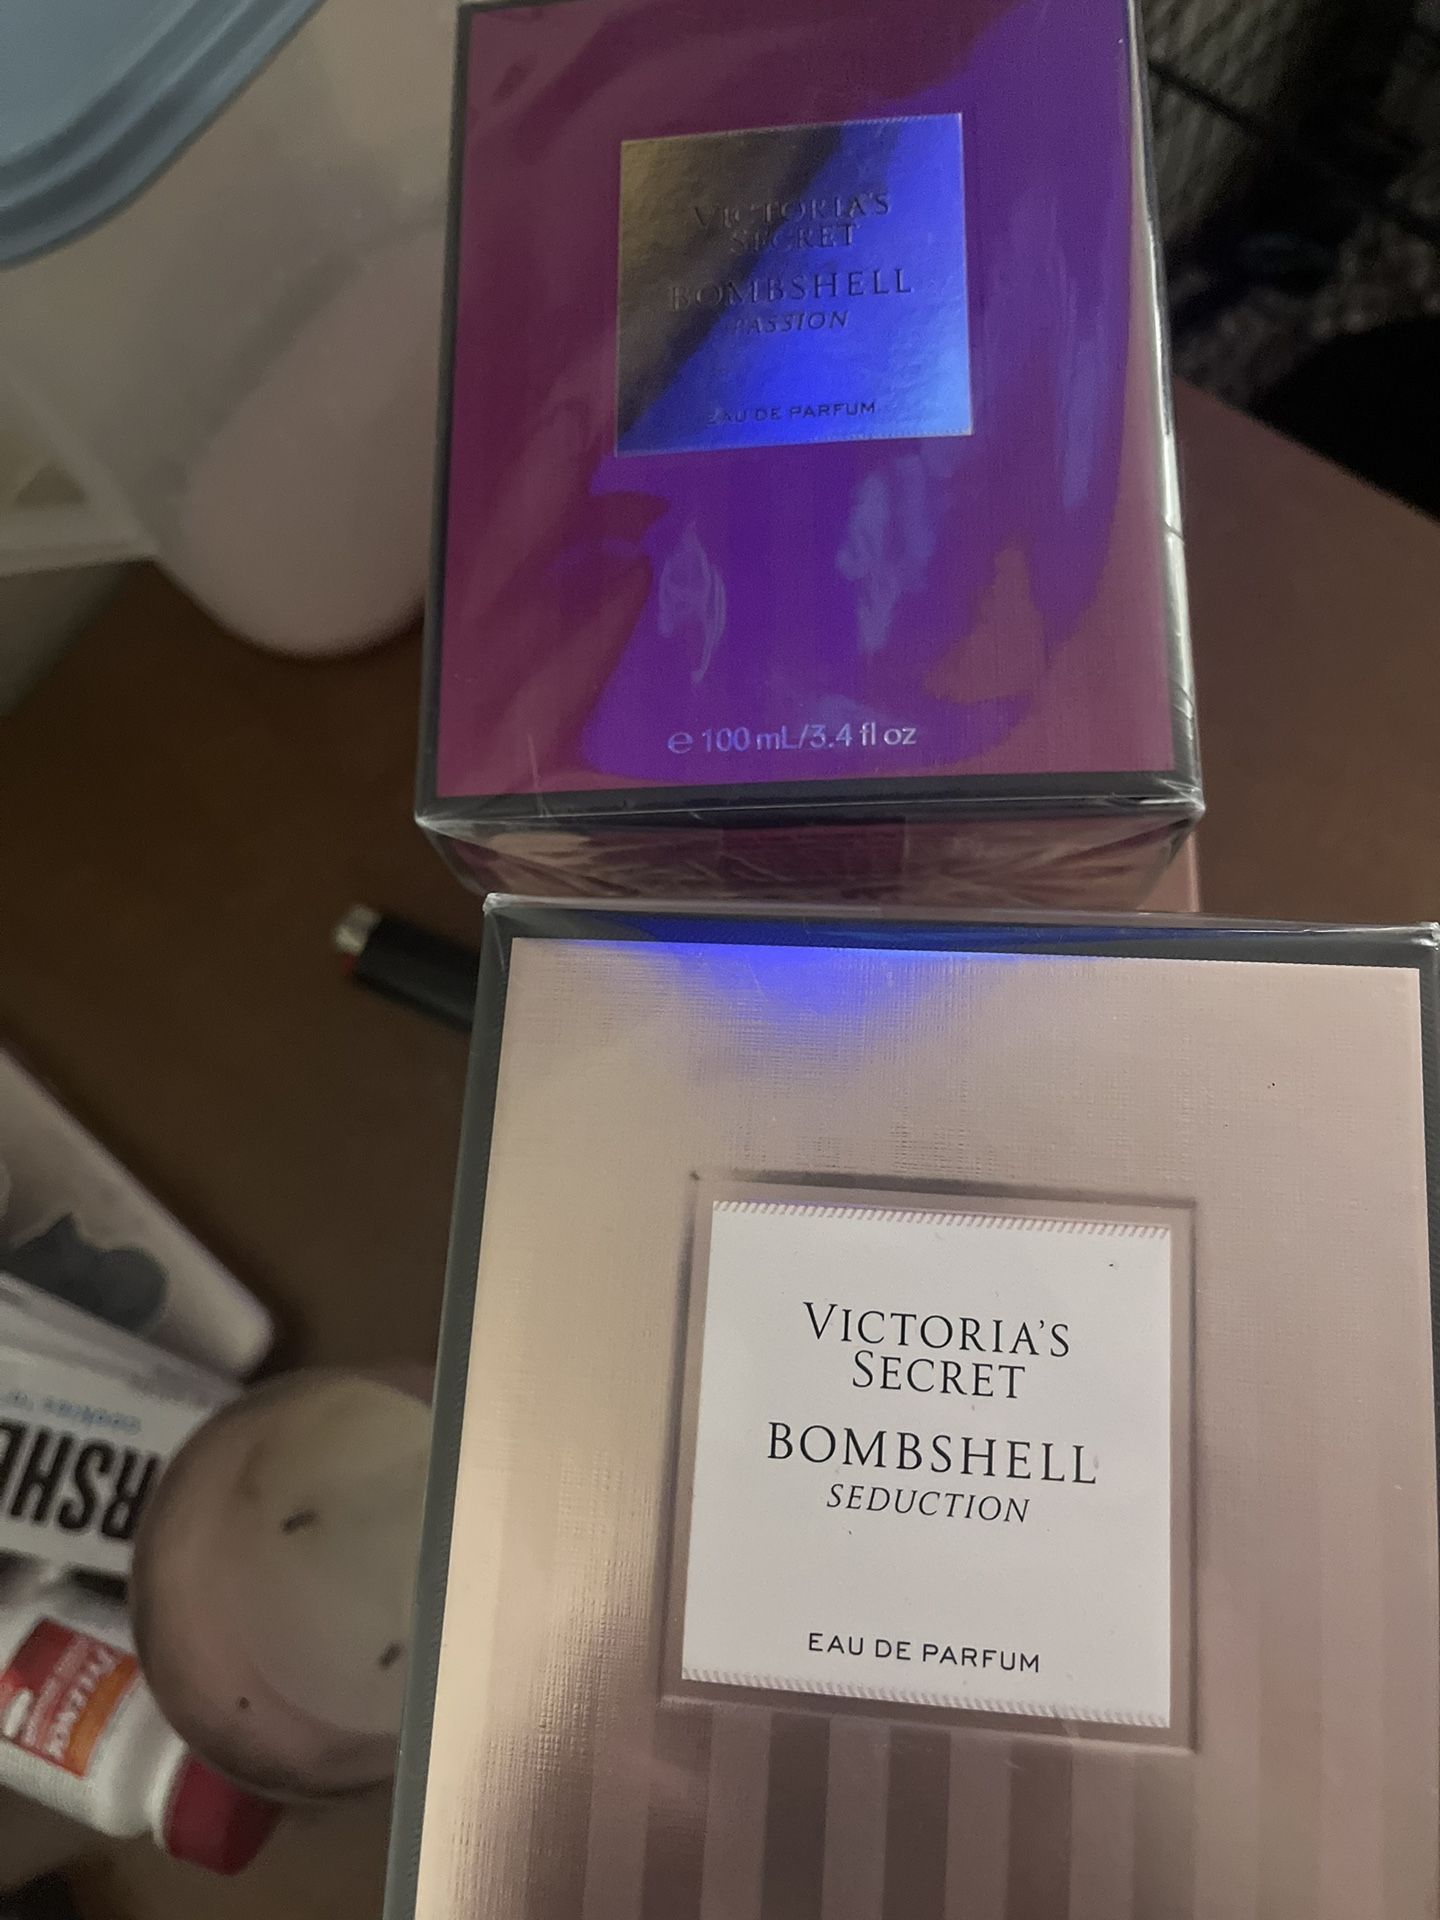 VICTORIA'S
SECRET
BOMBSHELL
PASSION
EAU DE PARFUM
e 100 mL/3.4 fl oz
VICTORIA'S
SECRET
BOMBSHELL
SEDUCTION
EAU DE PARFUM
TYLENOL